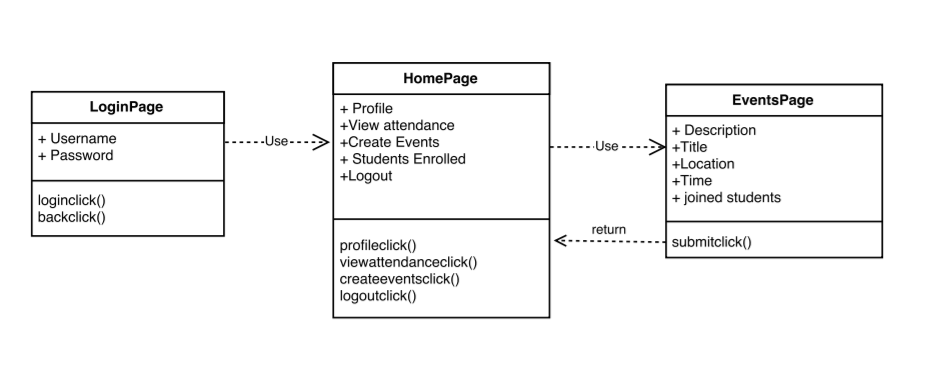 LoginPage
+ Username
+ Password
loginclick()
backclick()
Use
HomePage
+ Profile
+View attendance
+Create Events
+ Students Enrolled
+Logout
profileclick()
viewattendanceclick()
createeventsclick()
logoutclick()
Use
return
EventsPage
+ Description
+Title
+Location
+Time
+ joined students
submitclick()